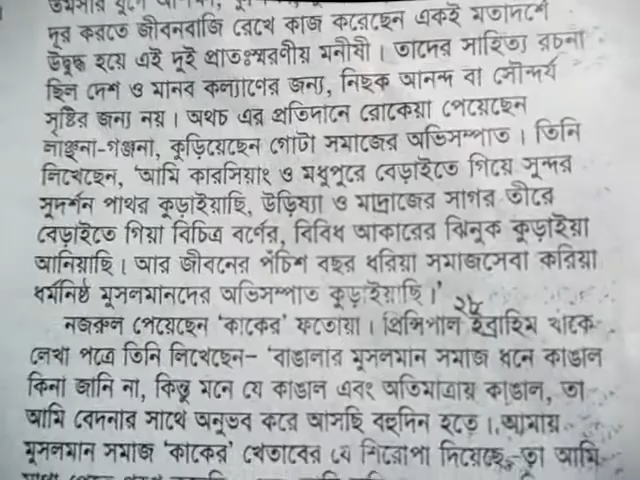 দূর করতে জীবনবাজি রেখে কাজ করেছেন একই মতাদর্শে
উদ্বুদ্ধ হয়ে এই দুই প্রাতঃস্মরণীয় মনীষী। তাদের সাহিত্য রচনা
ছিল দেশ ও মানব কল্যাণের জন্য, নিছক আনন্দ বা সৌন্দর্য
সৃষ্টির জন্য নয়। অথচ এর প্রতিদানে রোকেয়া পেয়েছেন
লাঞ্ছনা-গঞ্জনা, কুড়িয়েছেন গোটা সমাজের অভিসম্পাত। তিনি
লিখেছেন, ‘আমি কারসিয়াং ও মধুপুরে বেড়াইতে গিয়ে সুন্দর
সুদর্শন পাথর কুড়াইয়াছি, উড়িষ্যা ও মাদ্রাজের সাগর তীরে
বেড়াইতে গিয়া বিচিত্র বর্ণের, বিবিধ আকারের ঝিনুক কুড়াইয়া
আনিয়াছি। আর জীবনের পঁচিশ বছর ধরিয়া সমাজসেবা করিয়া
ধর্মনিষ্ঠ মুসলমানদের অভিসম্পাত কুড়াইয়াছি।’ ২৮
নজরুল পেয়েছেন ‘কাফের’ ফতোয়া। প্রিন্সিপাল ইব্রাহিম খাঁকে
লেখা পত্রে তিনি লিখেছেন– ‘বাঙালার মুসলমান সমাজ ধনে কাঙাল
কিনা জানি না, কিন্তু মনে যে কাঙাল এবং অতিমাত্রায় কাঙাল, তা
আমি বেদনার সাথে অনুভব করে আসছি বহুদিন হতে। আমায়
মুসলমান সমাজ ‘কাফের’ খেতাবের যে শিরোপা দিয়েছে, তা আমি